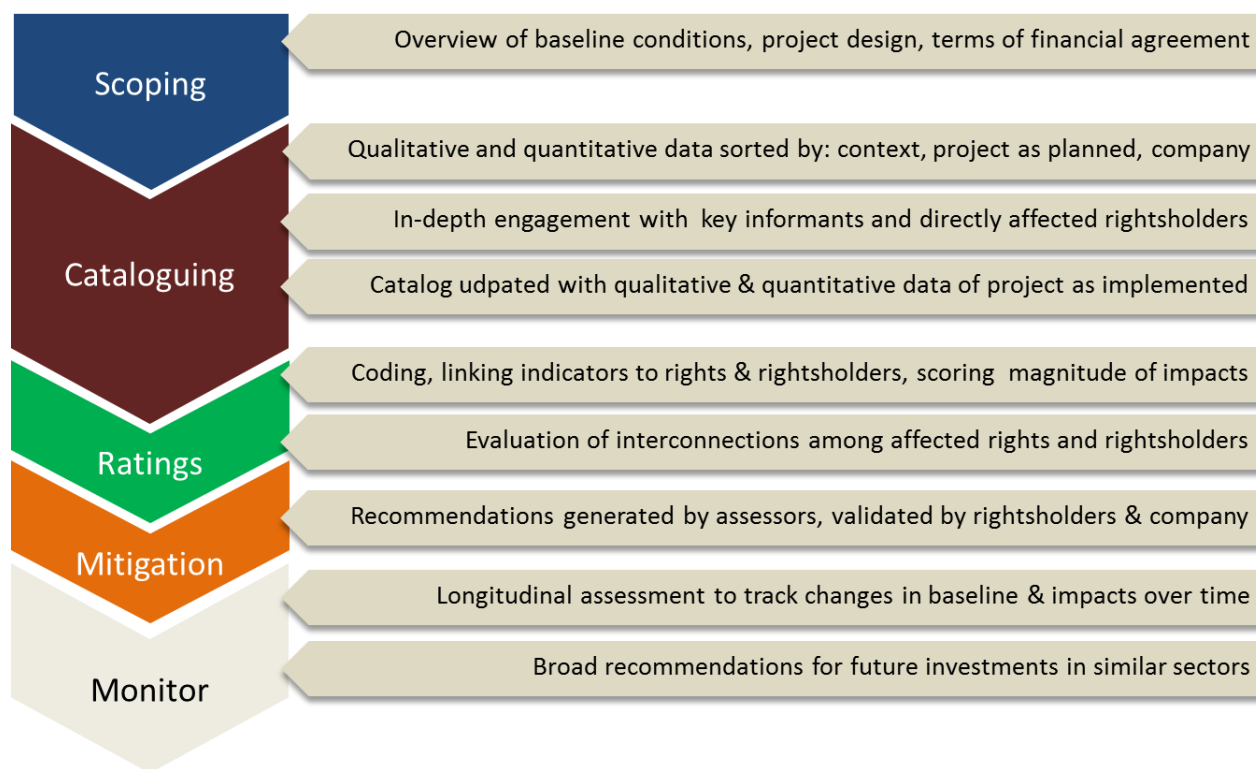 Scoping
Overview of baseline conditions, project design, terms of financial agreement
Cataloguing
Qualitative and quantitative data sorted by: context, project as planned, company
In-depth engagement with key informants and directly affected rightsholders
Catalog udpated with qualitative & quantitative data of project as implemented
Ratings
Coding, linking indicators to rights & rightsholders, scoring magnitude of impacts
Evaluation of interconnections among affected rights and rightsholders
Mitigation
Recommendations generated by assessors, validated by rightsholders & company
Monitor
Longitudinal assessment to track changes in baseline & impacts over time
Broad recommendations for future investments in similar sectors